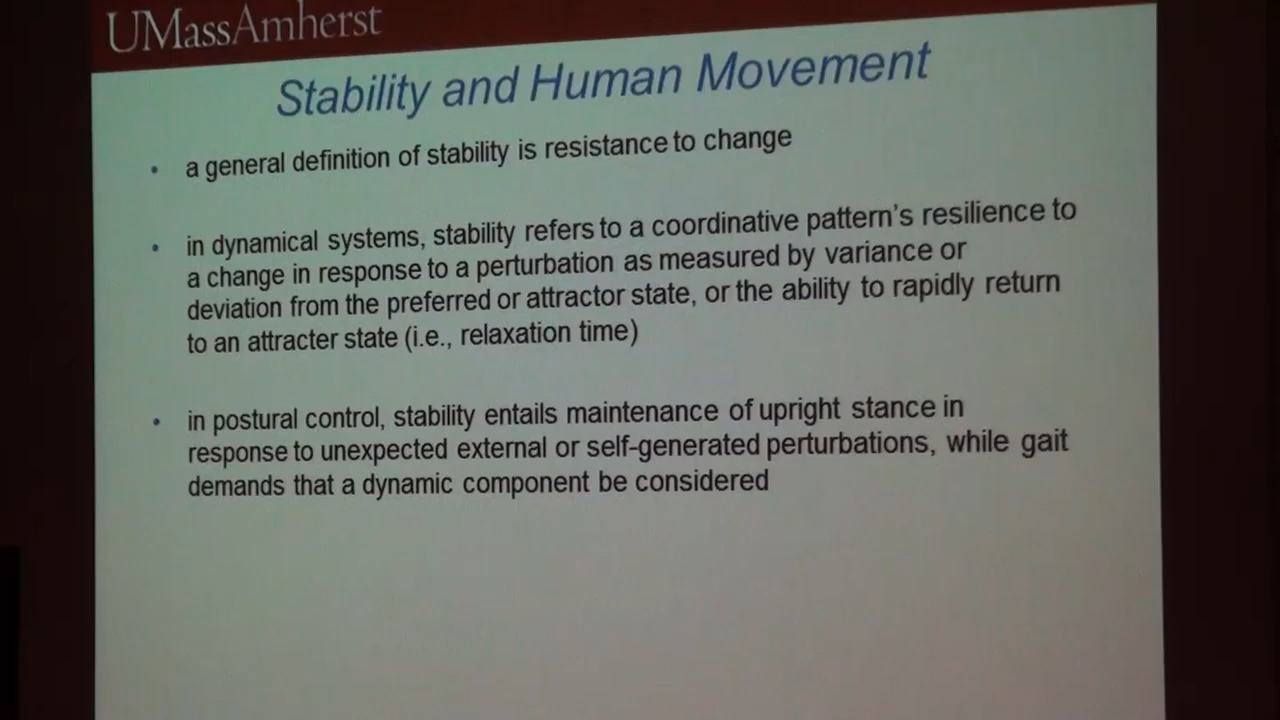 UMassAmherst
Stability and Human Movement
• a general definition of stability is resistance to change
• in dynamical systems, stability refers to a coordinative pattern's resilience to
a change in response to a perturbation as measured by variance or
deviation from the preferred or attractor state, or the ability to rapidly return
to an attracter state (i.e., relaxation time)
• in postural control, stability entails maintenance of upright stance in
response to unexpected external or self-generated perturbations, while gait
demands that a dynamic component be considered